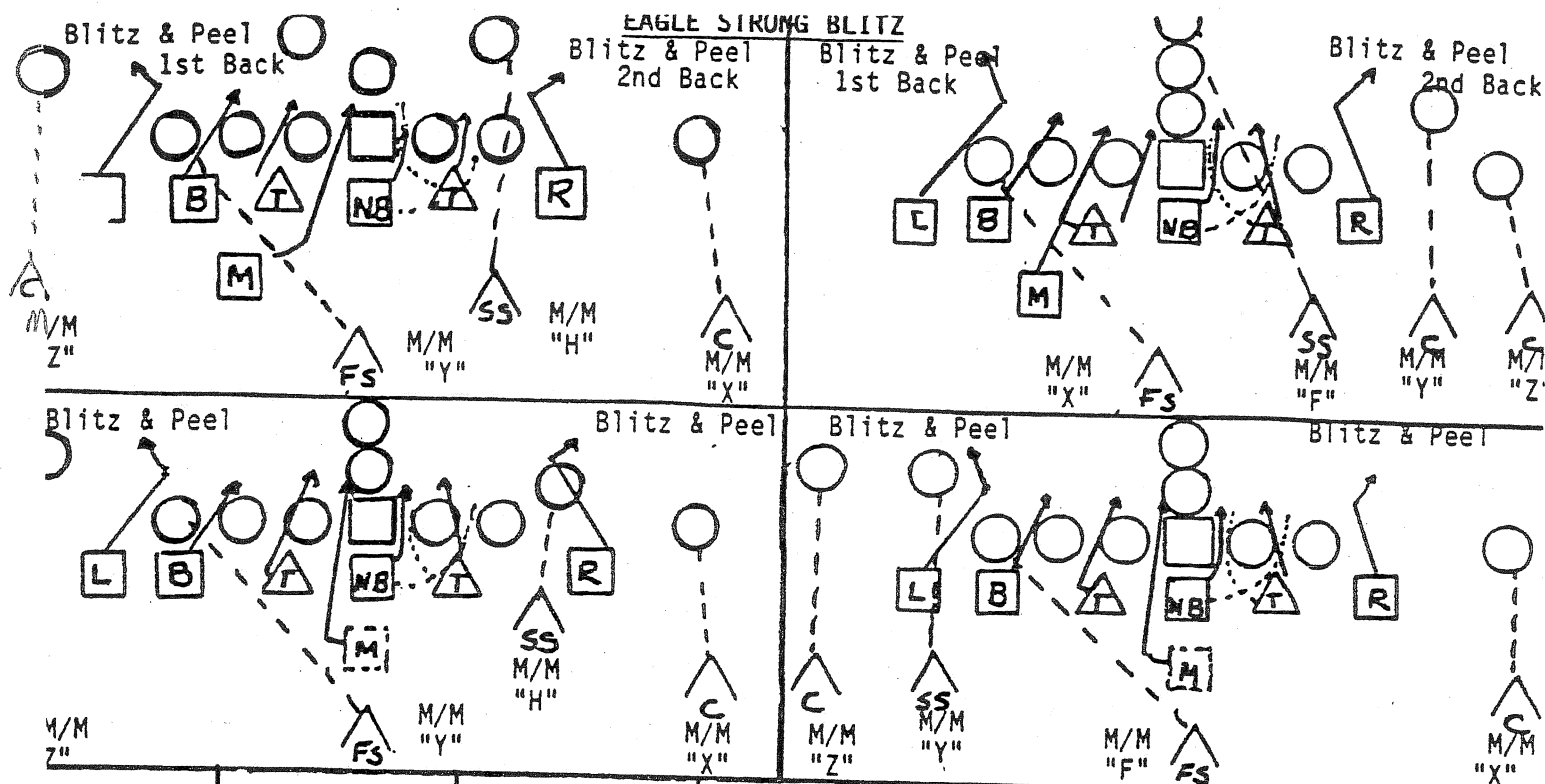 EAGLE STRONG BLITZ
Blitz & Peel
1st Back
Blitz & Peel
2nd Back
B
T
NB
T
R
M
C
SS
FS
C
M/M
Z"
M/M
"Y"
M/M
"H"
M/M
"X"
Blitz & Peel
1st Back
Blitz & Peel
2nd Back
B
T
NB
T
R
M
SS
C
C
FS
M/M
"X"
M/M
"F"
M/M
"Y"
M/
"Z"
Blitz & Peel
Blitz & Peel
L
B
T
NB
T
R
M
SS
C
FS
M/M
Z"
M/M
"Y"
M/M
"H"
M/M
"X"
Blitz & Peel
Blitz & Peel
L
B
T
NB
T
R
M
C
SS
FS
C
M/M
"Z"
M/M
"Y"
M/M
"F"
M/M
"X"